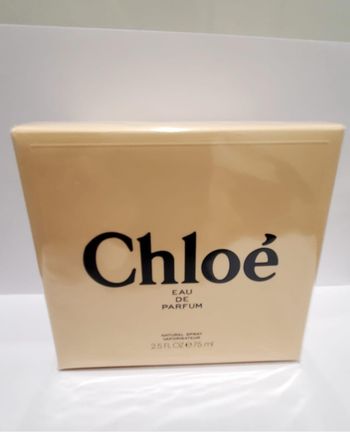 Chloé
EAU
DE
PARFUM
NATURAL SPRAY
VAPORISATEUR
2.5 FL.OZ ℮ 75 ml